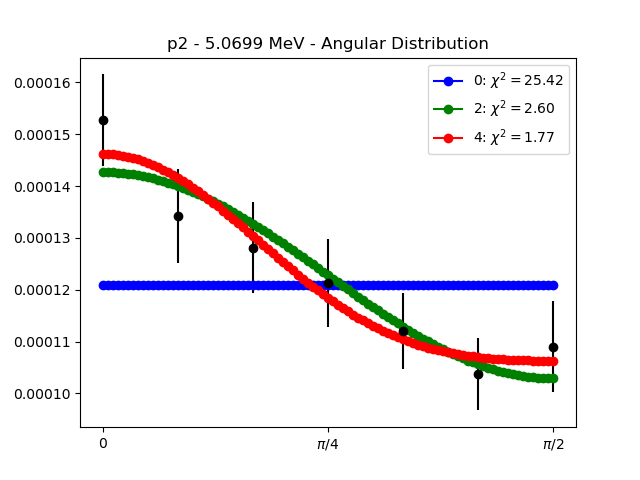 p2 - 5.0699 MeV - Angular Distribution
0: χ² = 25.42
2: χ² = 2.60
4: χ² = 1.77
0.00016
0.00015
0.00014
0.00013
0.00012
0.00011
0.00010
0
π/4
π/2